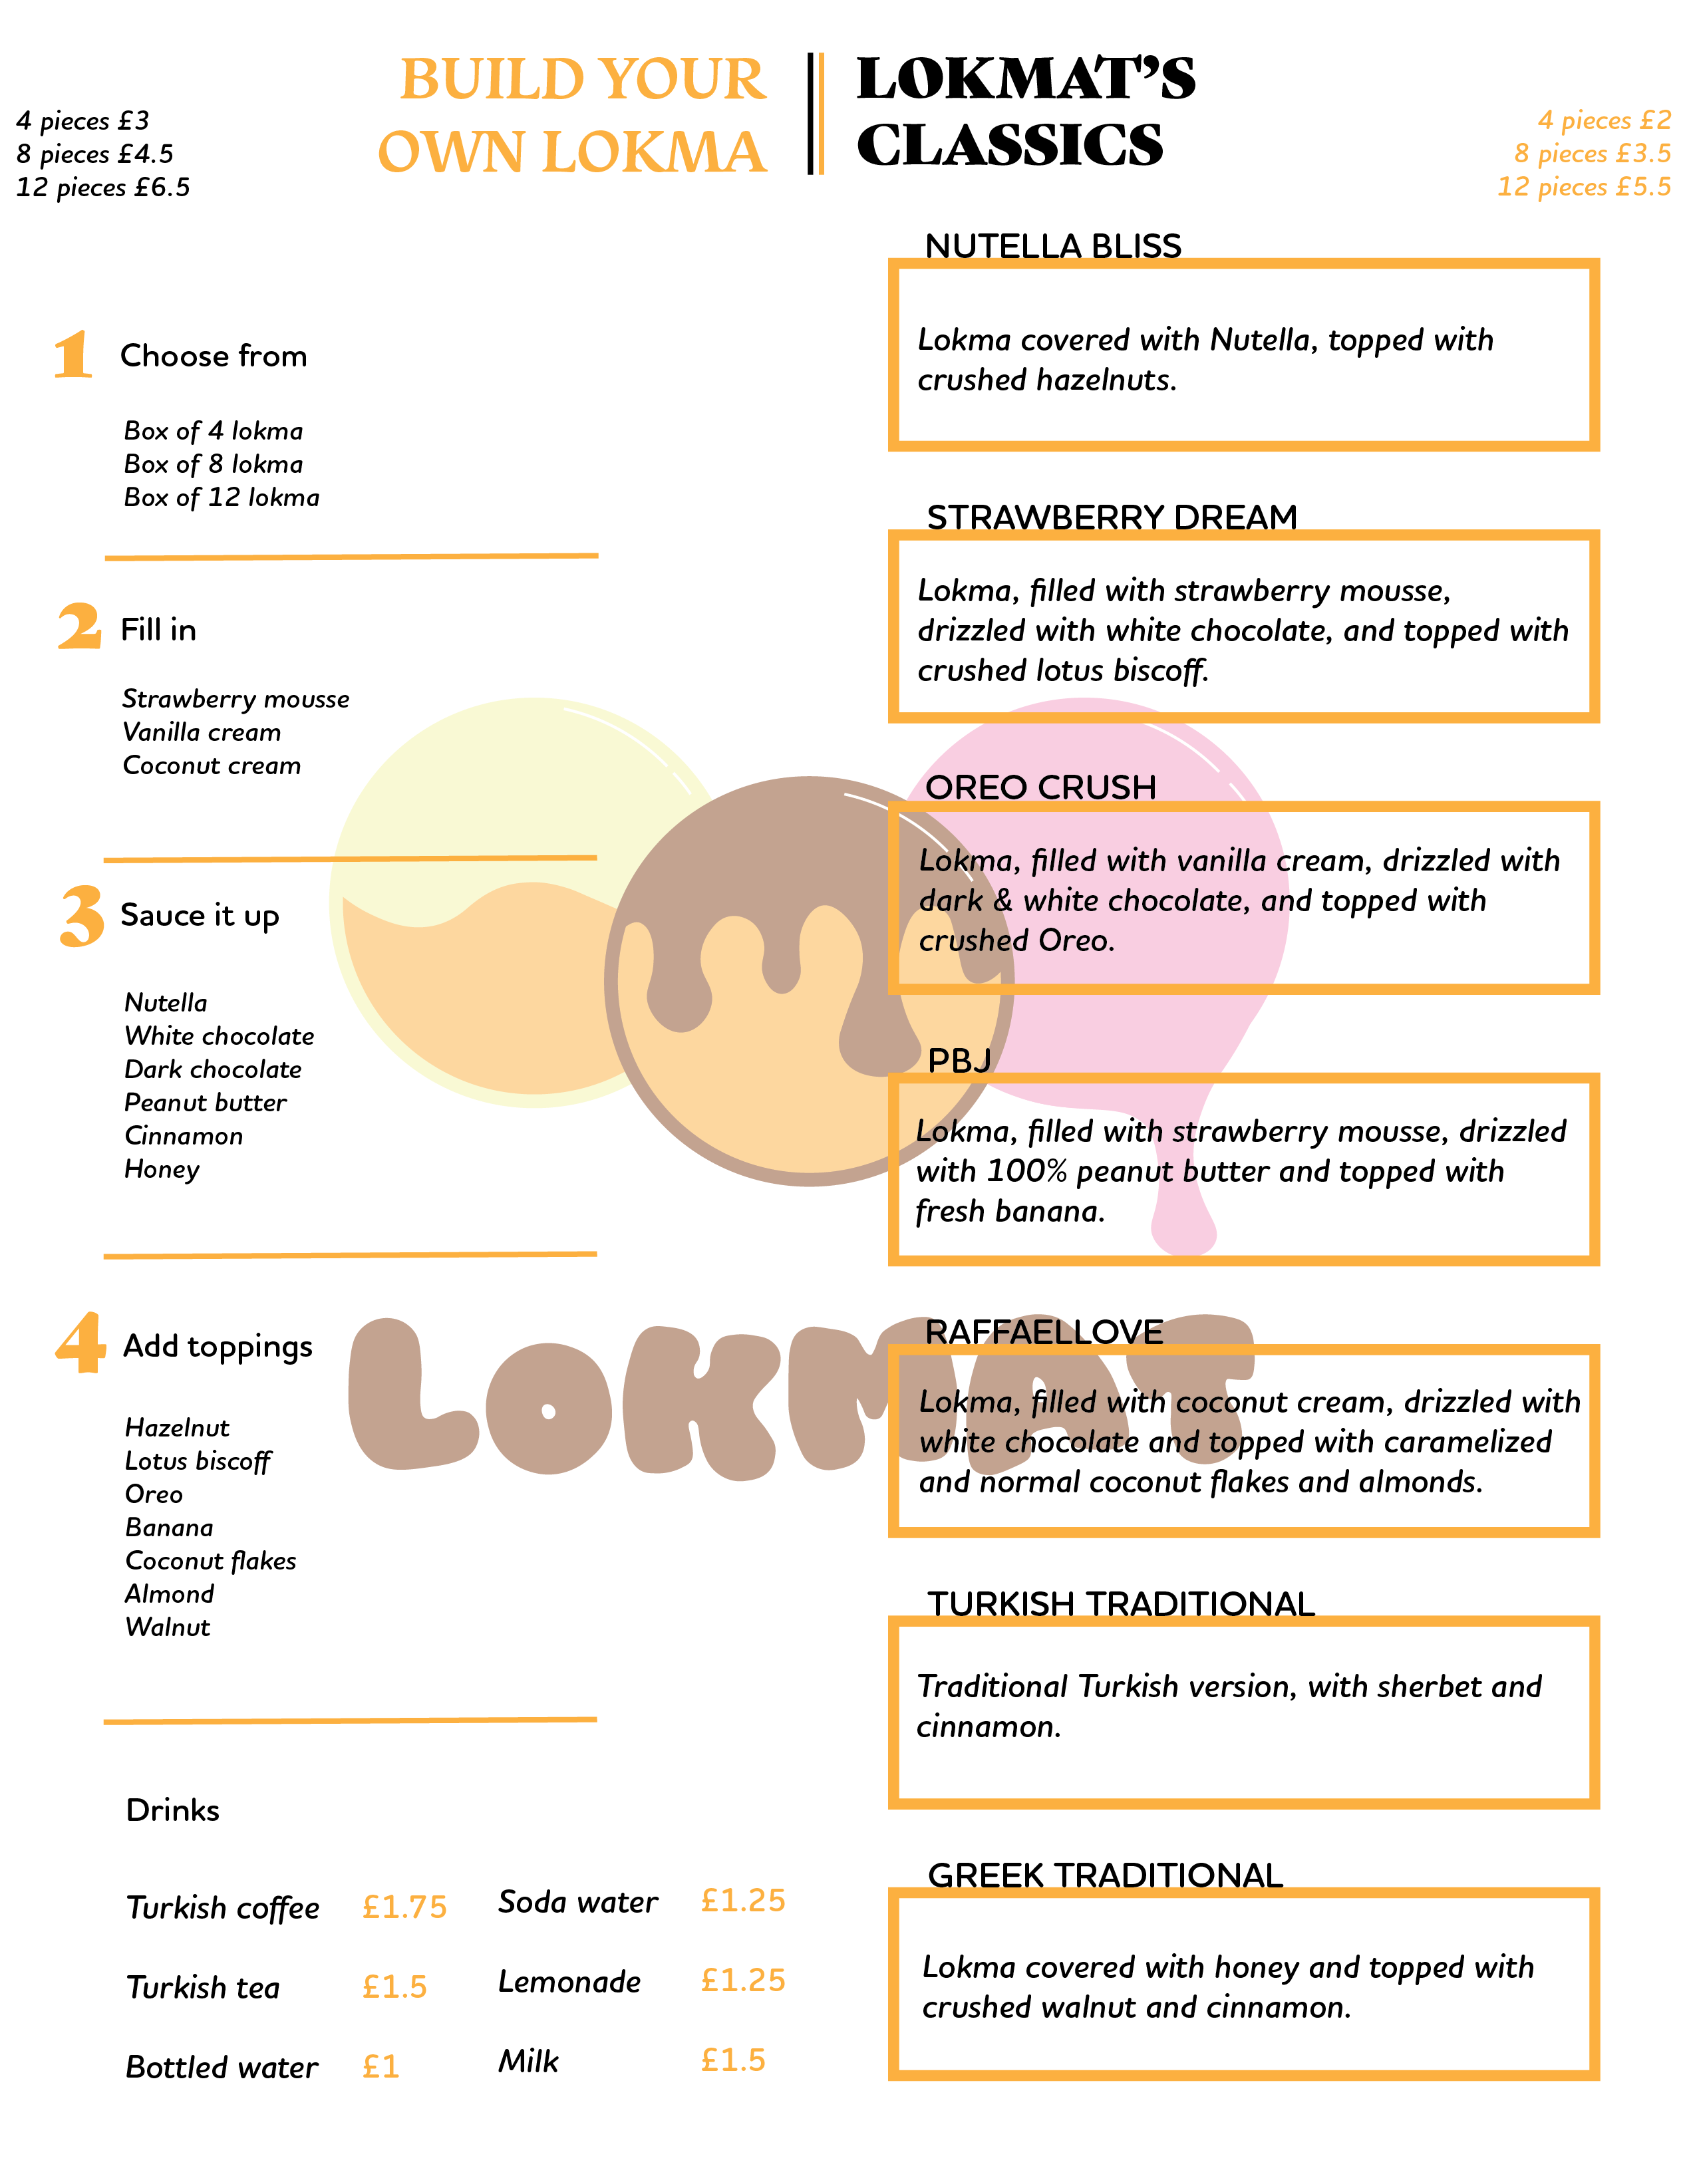 BUILD YOUR
OWN LOKMA
4 pieces £3
8 pieces £4.5
12 pieces £6.5
1 Choose from
Box of 4 lokma
Box of 8 lokma
Box of 12 lokma
2 Fill in
Strawberry mousse
Vanilla cream
Coconut cream
3 Sauce it up
Nutella
White chocolate
Dark chocolate
Peanut butter
Cinnamon
Honey
4 Add toppings
Hazelnut
Lotus biscoff
Oreo
Banana
Coconut flakes
Almond
Walnut
Drinks
Turkish coffee £1.75
Turkish tea £1.5
Bottled water £1
Soda water £1.25
Lemonade £1.25
Milk £1.5
LOKMAT’S
CLASSICS
4 pieces £2
8 pieces £3.5
12 pieces £5.5
NUTELLA BLISS
Lokma covered with Nutella, topped with
crushed hazelnuts.
STRAWBERRY DREAM
Lokma, filled with strawberry mousse,
drizzled with white chocolate, and topped with
crushed lotus biscoff.
OREO CRUSH
Lokma, filled with vanilla cream, drizzled with
dark & white chocolate, and topped with
crushed Oreo.
PBJ
Lokma, filled with strawberry mousse, drizzled
with 100% peanut butter and topped with
fresh banana.
RAFFAELLOVE
Lokma, filled with coconut cream, drizzled with
white chocolate and topped with caramelized
and normal coconut flakes and almonds.
TURKISH TRADITIONAL
Traditional Turkish version, with sherbet and
cinnamon.
GREEK TRADITIONAL
Lokma covered with honey and topped with
crushed walnut and cinnamon.
LOKMAT